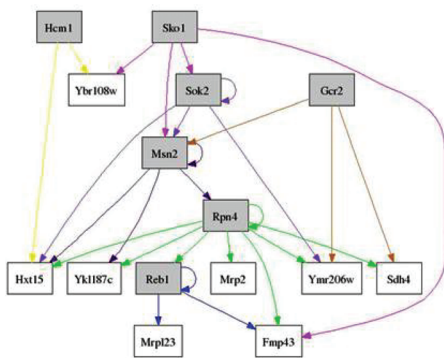 Hcm1
Sko1
Ybr108w
Sok2
Gcr2
Msn2
Rpn4
Hxt15
Ykl187c
Reb1
Mrp2
Ymr206w
Sdh4
Mrpl23
Fmp43